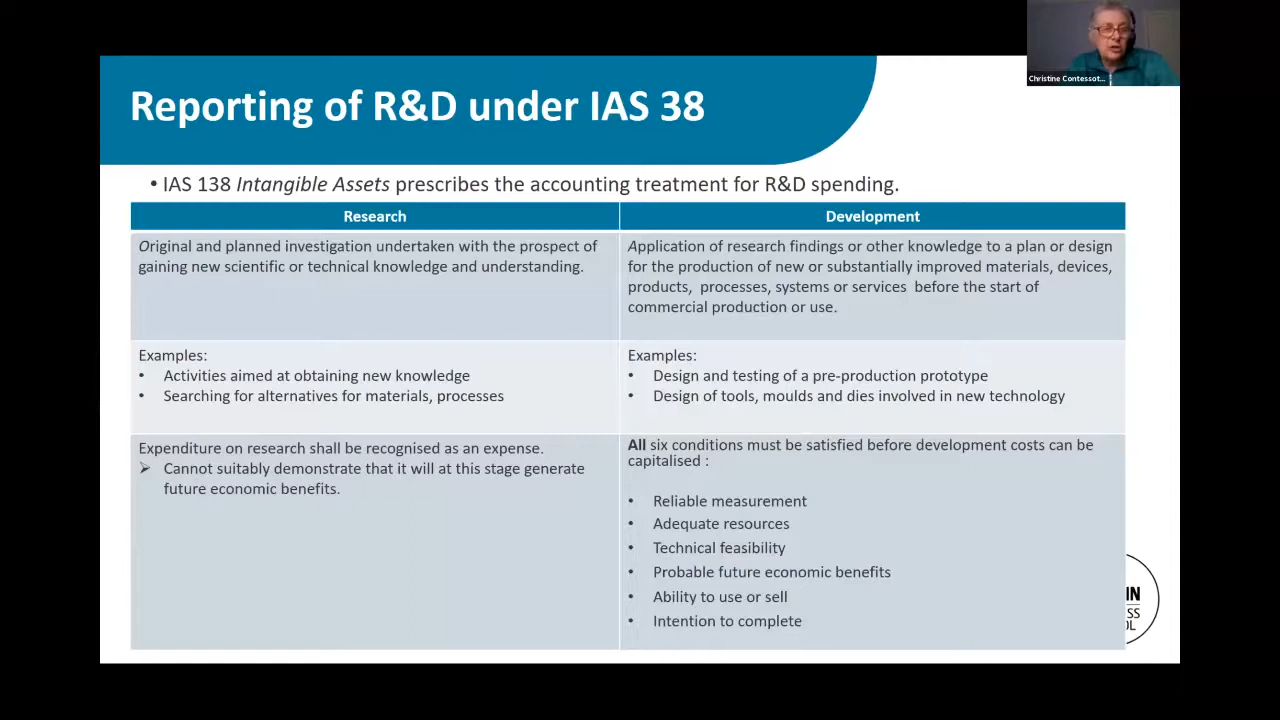 Christine Contessot...
Reporting of R&D under IAS 38
• IAS 138 Intangible Assets prescribes the accounting treatment for R&D spending.
Research
Original and planned investigation undertaken with the prospect of
gaining new scientific or technical knowledge and understanding.
Examples:
• Activities aimed at obtaining new knowledge
• Searching for alternatives for materials, processes
Expenditure on research shall be recognised as an expense.
➢ Cannot suitably demonstrate that it will at this stage generate
future economic benefits.
Development
Application of research findings or other knowledge to a plan or design
for the production of new or substantially improved materials, devices,
products, processes, systems or services before the start of
commercial production or use.
Examples:
• Design and testing of a pre-production prototype
• Design of tools, moulds and dies involved in new technology
All six conditions must be satisfied before development costs can be
capitalised :
• Reliable measurement
• Adequate resources
• Technical feasibility
• Probable future economic benefits
• Ability to use or sell
• Intention to complete